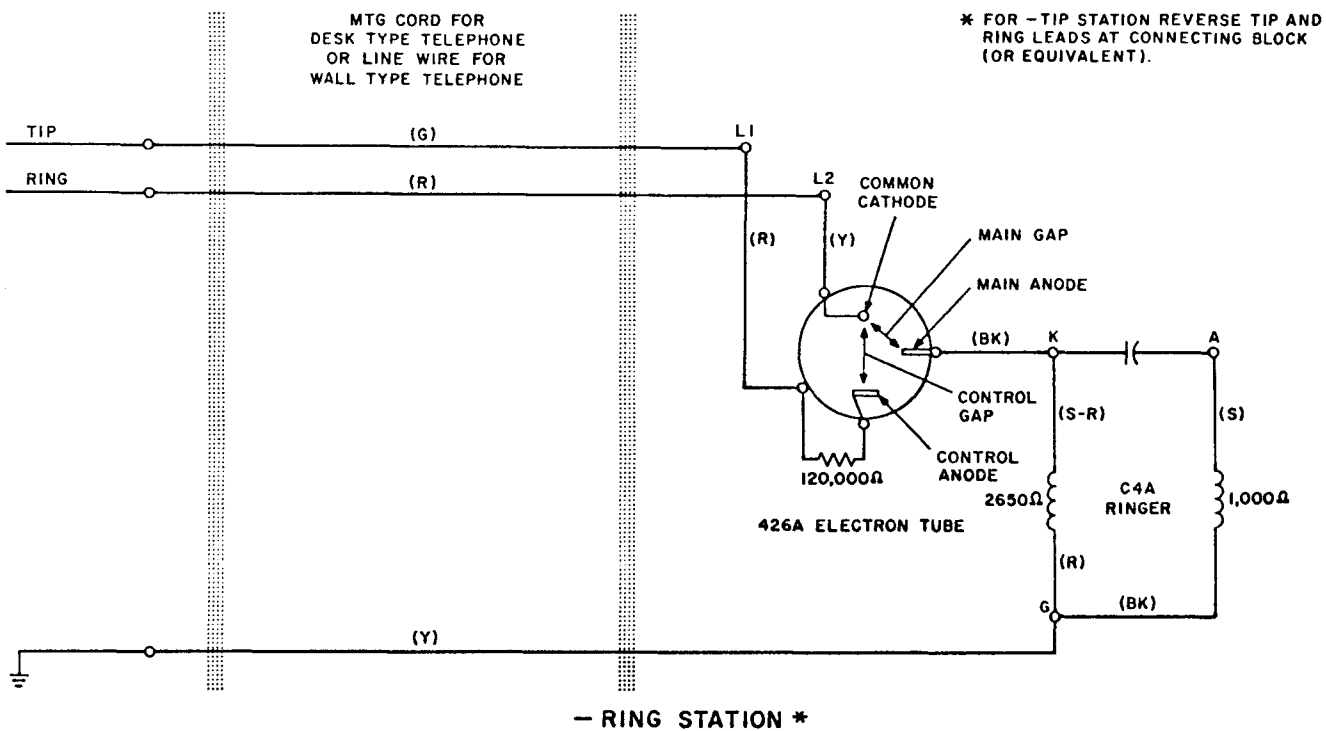 MTG CORD FOR
DESK TYPE TELEPHONE
OR LINE WIRE FOR
WALL TYPE TELEPHONE
* FOR -TIP STATION REVERSE TIP AND
RING LEADS AT CONNECTING BLOCK
(OR EQUIVALENT).
TIP
(G)
L1
RING
(R)
L2
COMMON
CATHODE
(R)
(Y)
MAIN GAP
MAIN ANODE
(BK)
K
A
CONTROL
GAP
(S-R)
(S)
CONTROL
ANODE
120,000Ω
2650Ω
C4A
RINGER
1,000Ω
426A ELECTRON TUBE
(R)
G
(BK)
(Y)
- RING STATION *